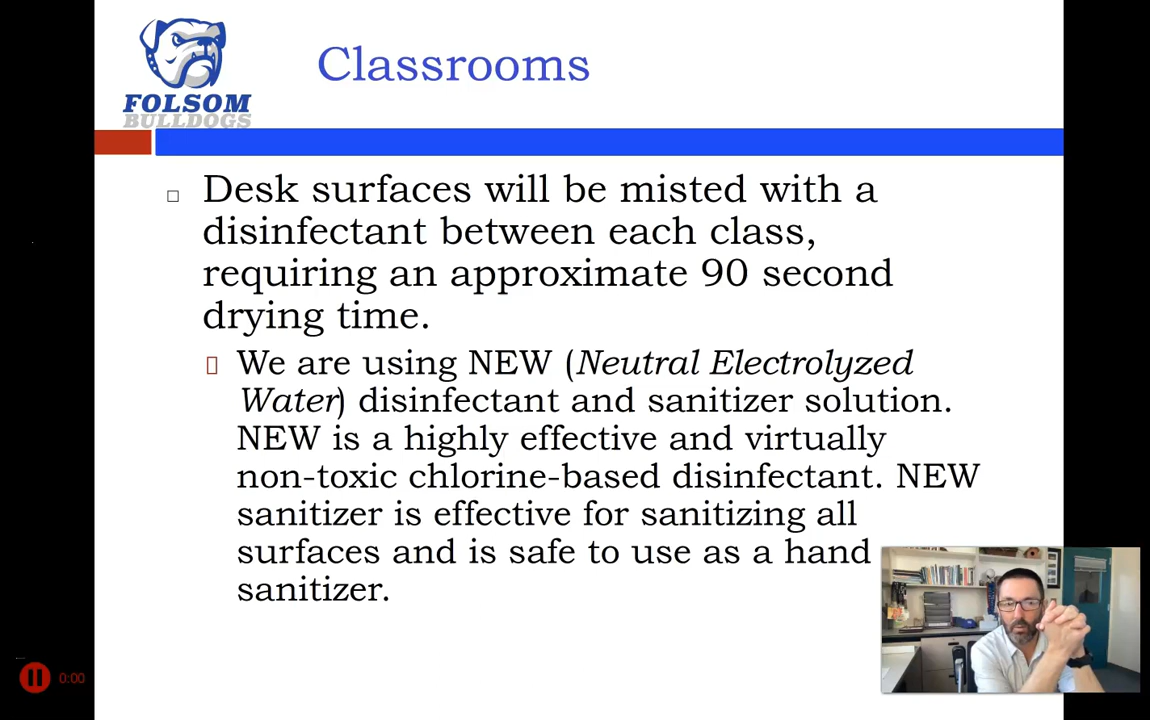 FOLSOM
BULLDOGS
Classrooms
Desk surfaces will be misted with a
disinfectant between each class,
requiring an approximate 90 second
drying time.
We are using NEW (Neutral Electrolyzed
Water) disinfectant and sanitizer solution.
NEW is a highly effective and virtually
non-toxic chlorine-based disinfectant. NEW
sanitizer is effective for sanitizing all
surfaces and is safe to use as a hand
sanitizer.
0:00